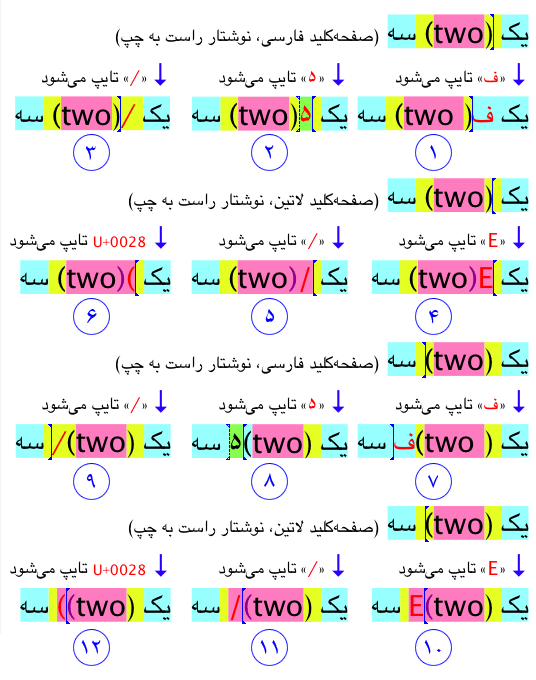 یک (two) سه (صفحه‌کلید فارسی، نوشتار راست به چپ)
↓ «ف» تایپ می‌شود ↓ «۵» تایپ می‌شود ↓ «/» تایپ می‌شود
یک ف(two) سه یک ۵(two) سه یک /(two) سه
۱ ۲ ۳
یک (two) سه (صفحه‌کلید لاتین، نوشتار راست به چپ)
↓ «E» تایپ می‌شود ↓ «/» تایپ می‌شود ↓ U+0028 تایپ می‌شود
یک (two)E سه یک (two)/ سه یک (two)( سه
۴ ۵ ۶
یک (two) سه (صفحه‌کلید فارسی، نوشتار راست به چپ)
↓ «ف» تایپ می‌شود ↓ «۵» تایپ می‌شود ↓ «/» تایپ می‌شود
یک (two)ف سه یک (two)۵ سه یک (two)/ سه
۷ ۸ ۹
یک (two) سه (صفحه‌کلید لاتین، نوشتار راست به چپ)
↓ «E» تایپ می‌شود ↓ «/» تایپ می‌شود ↓ U+0028 تایپ می‌شود
یک E(two) سه یک /(two) سه یک ((two) سه
۱۰ ۱۱ ۱۲